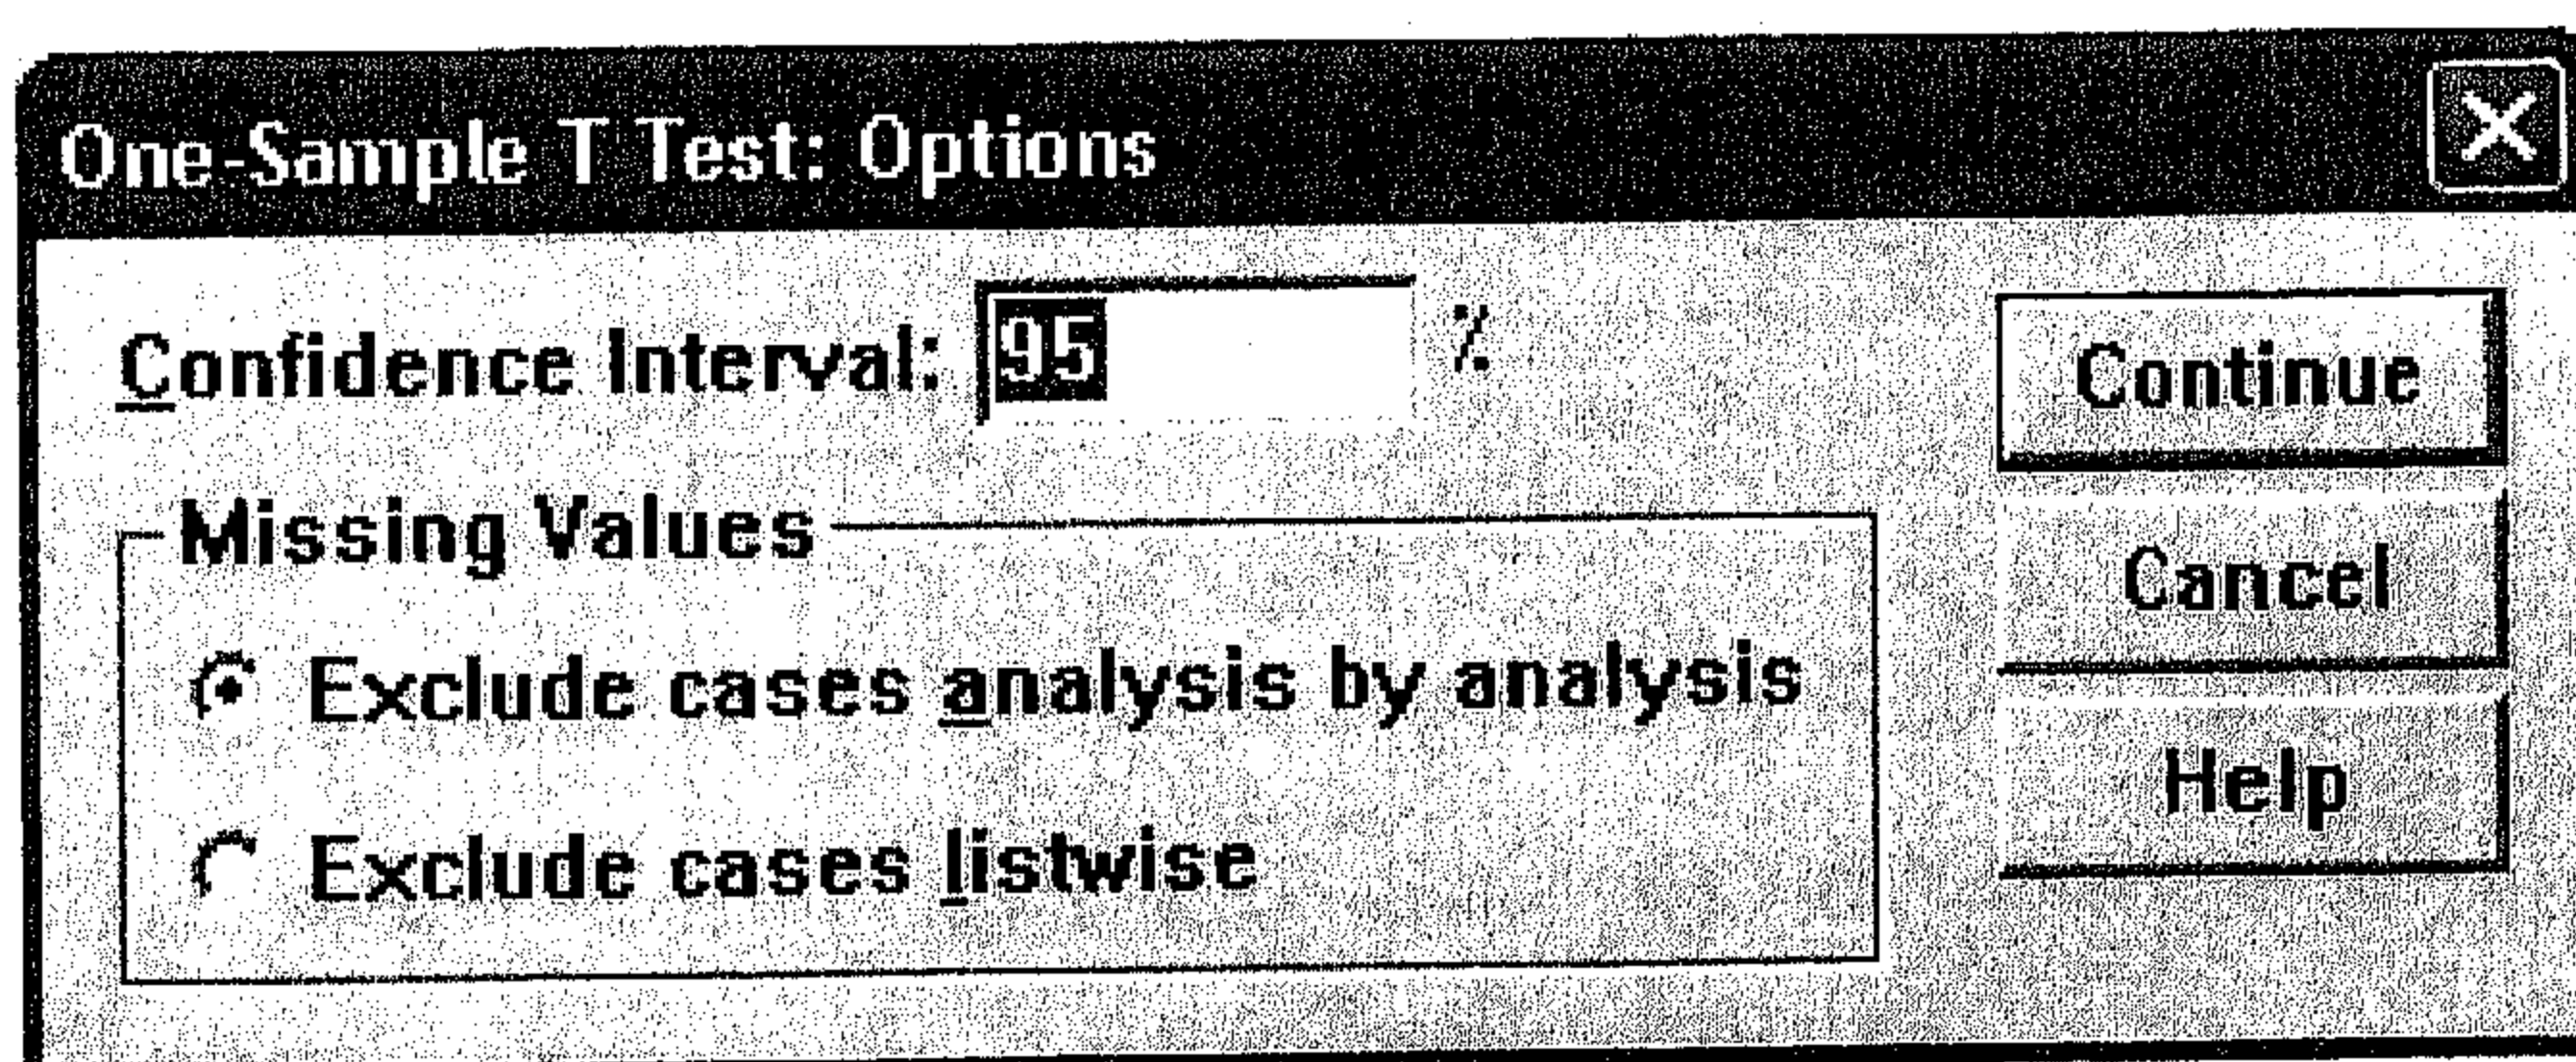 One-Sample T Test: Options
Confidence Interval: 95 %
Continue
Missing Values
Cancel
Exclude cases analysis by analysis
Help
Exclude cases listwise